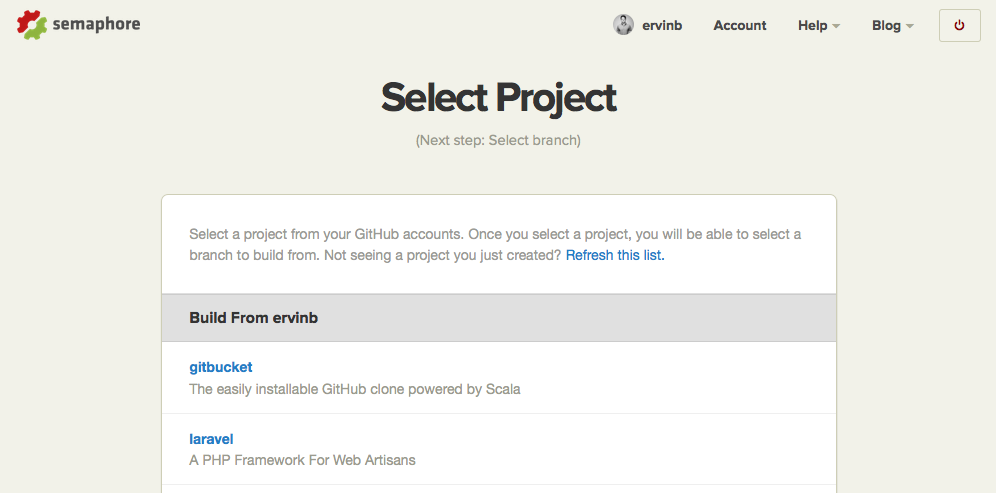 semaphore
ervinb Account Help Blog
Select Project
(Next step: Select branch)
Select a project from your GitHub accounts. Once you select a project, you will be able to select a
branch to build from. Not seeing a project you just created? Refresh this list.
Build From ervinb
gitbucket
The easily installable GitHub clone powered by Scala
laravel
A PHP Framework For Web Artisans